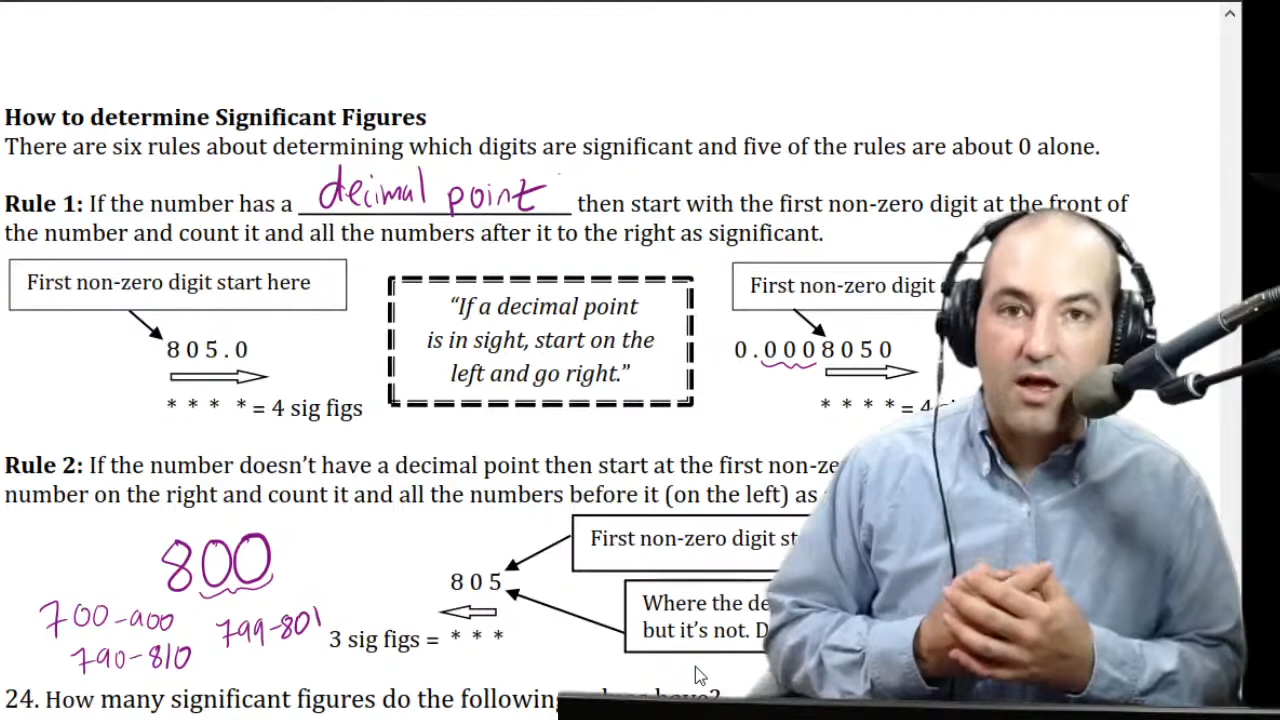 How to determine Significant Figures
There are six rules about determining which digits are significant and five of the rules are about 0 alone.
Rule 1: If the number has a decimal point then start with the first non-zero digit at the front of
the number and count it and all the numbers after it to the right as significant.
First non-zero digit start here
8 0 5 . 0
* * * * = 4 sig figs
“If a decimal point
is in sight, start on the
left and go right.”
First non-zero digit
0 . 0 0 0 8 0 5 0
* * * * = 4
Rule 2: If the number doesn’t have a decimal point then start at the first
number on the right and count it and all the numbers before it (on the left) as
800
700-900
790-810
799-801
First non-zero digit
8 0 5
3 sig figs = * * *
Where the
but it’s not.
24. How many significant figures do the following have?